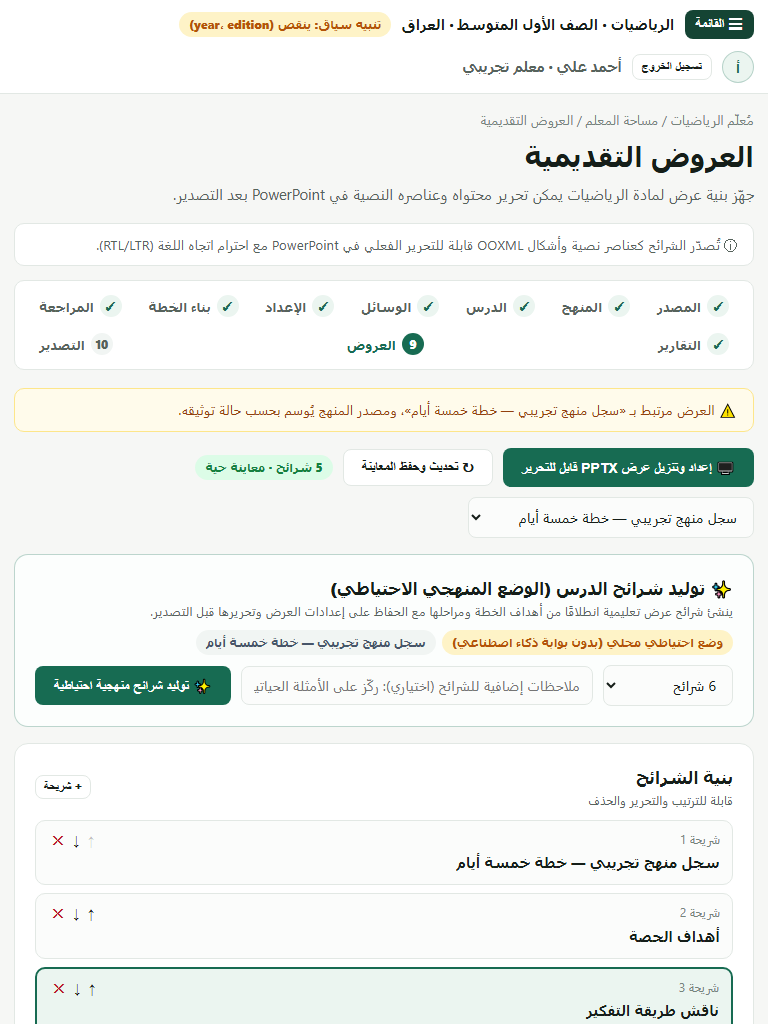 ☰ القائمة
الرياضيات • الصف الأول المتوسط • العراق
تنبيه سياق: ينقص (year، edition)
أ
تسجيل الخروج
أحمد علي • معلم تجريبي
مُعلّم الرياضيات / مساحة المعلم / العروض التقديمية
العروض التقديمية
جهّز بنية عرض لمادة الرياضيات يمكن تحرير محتواه وعناصره النصية في PowerPoint بعد التصدير.
ⓘ تُصدّر الشرائح كعناصر نصية وأشكال OOXML قابلة للتحرير الفعلي في PowerPoint مع احترام اتجاه اللغة (RTL/LTR).
✓ المصدر
✓ المنهج
✓ الدرس
✓ الوسائل
✓ الإعداد
✓ بناء الخطة
✓ المراجعة
✓ التقارير
9 العروض
10 التصدير
⚠ العرض مرتبط بـ «سجل منهج تجريبي — خطة خمسة أيام»، ومصدر المنهج يُوسم بحسب حالة توثيقه.
🖥 إعداد وتنزيل عرض PPTX قابل للتحرير
↻ تحديث وحفظ المعاينة
5 شرائح • معاينة حية
سجل منهج تجريبي — خطة خمسة أيام
✨ توليد شرائح الدرس (الوضع المنهجي الاحتياطي)
ينشئ شرائح عرض تعليمية انطلاقًا من أهداف الخطة ومراحلها مع الحفاظ على إعدادات العرض وتحريرها قبل التصدير.
وضع احتياطي محلي (بدون بوابة ذكاء اصطناعي)
سجل منهج تجريبي — خطة خمسة أيام
6 شرائح
ملاحظات إضافية للشرائح (اختياري): ركّز على الأمثلة الحياتي
✨ توليد شرائح منهجية احتياطية
بنية الشرائح
+ شريحة
قابلة للترتيب والتحرير والحذف
شريحة 1
↑ ↓ ×
سجل منهج تجريبي — خطة خمسة أيام
شريحة 2
↑ ↓ ×
أهداف الحصة
شريحة 3
↑ ↓ ×
ناقش طريقة التفكير